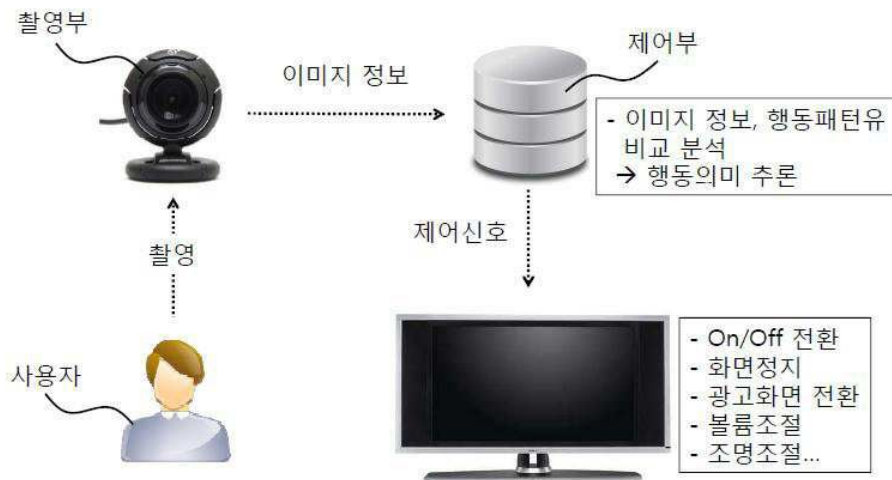 촬영부
이미지 정보
제어부
- 이미지 정보, 행동패턴유
비교 분석
→ 행동의미 추론
제어신호
촬영
사용자
- On/Off 전환
- 화면정지
- 광고화면 전환
- 볼륨조절
- 조명조절...